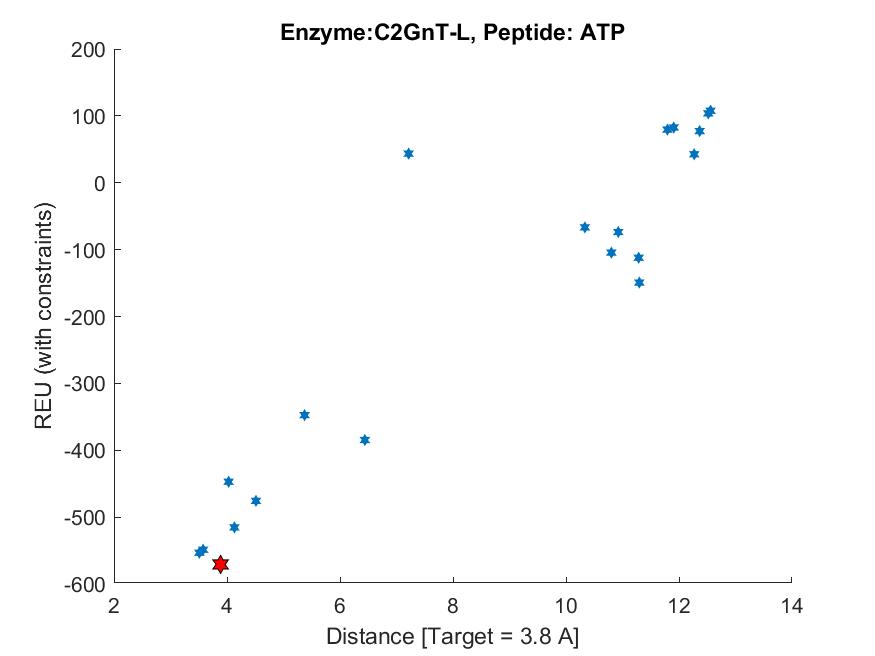 Enzyme:C2GnT-L, Peptide: ATP
200
100
0
-100
-200
-300
-400
-500
-600
REU (with constraints)
2 4 6 8 10 12 14
Distance [Target = 3.8 A]